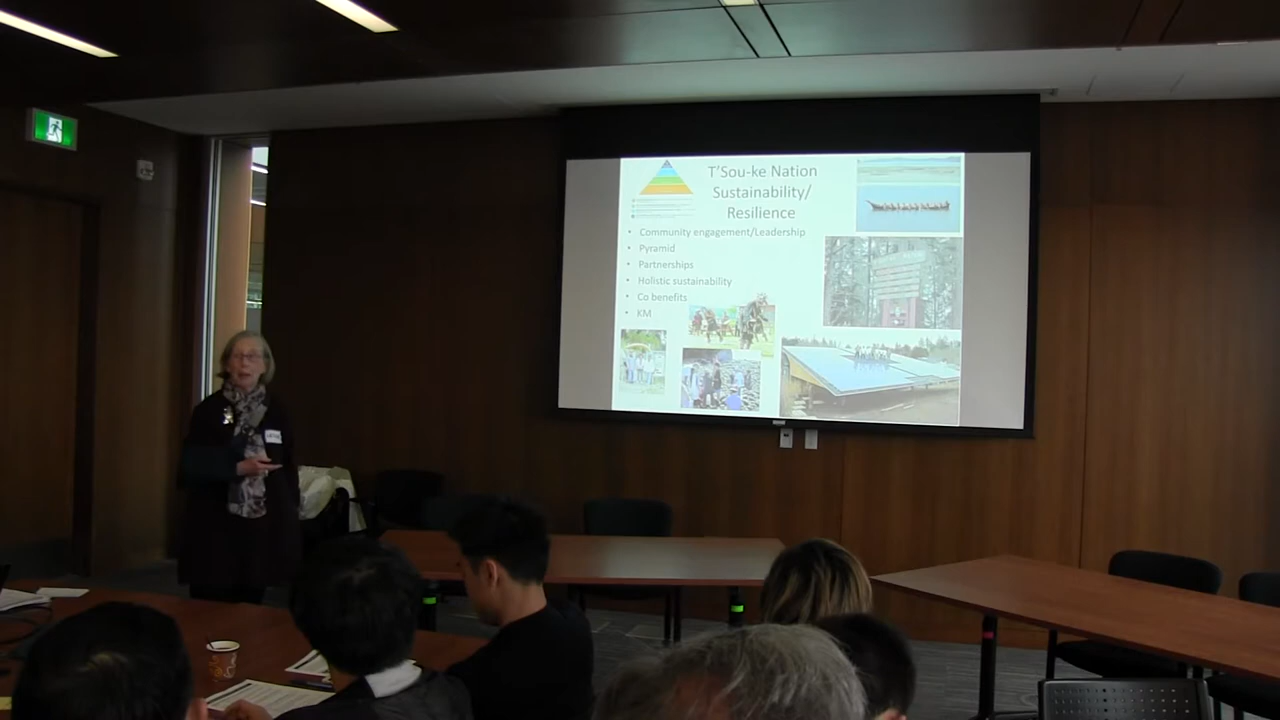 T'Sou-ke Nation
Sustainability/
Resilience
• Community engagement/Leadership
• Pyramid
• Partnerships
• Holistic sustainability
• Co benefits
• KM